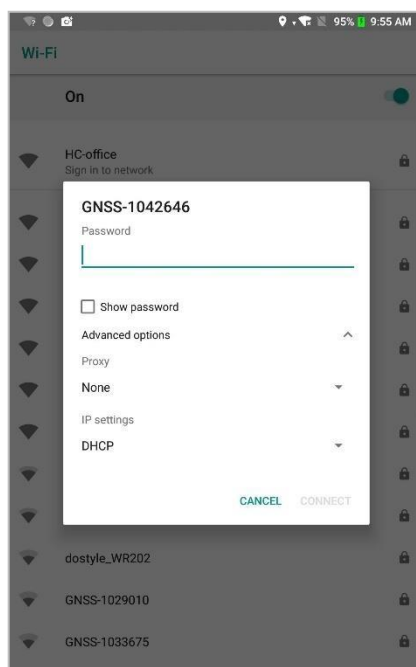 95% 9:55 AM
Wi-Fi
On
HC-office
Sign in to network
GNSS-1042646
Password
Show password
Advanced options
Proxy
None
IP settings
DHCP
CANCEL CONNECT
dostyle_WR202
GNSS-1029010
GNSS-1033675